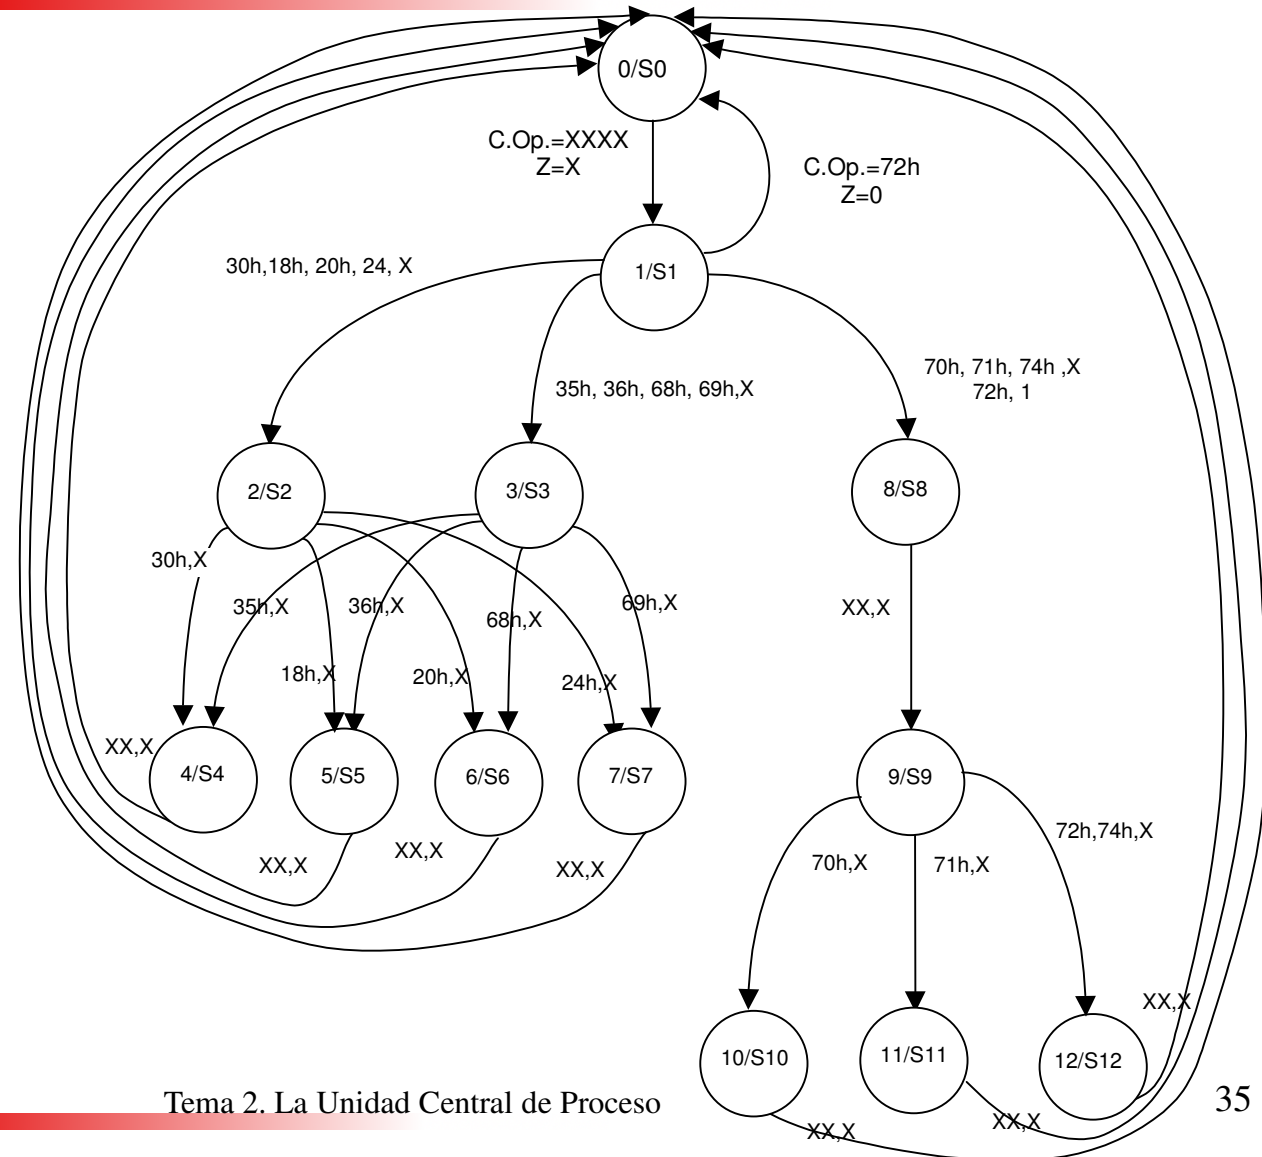 0/S0
C.Op.=XXXX
Z=X
C.Op.=72h
Z=0
1/S1
30h,18h, 20h, 24, X
35h, 36h, 68h, 69h,X
70h, 71h, 74h ,X
72h, 1
2/S2
3/S3
8/S8
30h,X
35h,X
36h,X
68h,X
69h,X
XX,X
18h,X
20h,X
24h,X
XX,X
4/S4
5/S5
6/S6
7/S7
9/S9
XX,X
XX,X
XX,X
70h,X
71h,X
72h,74h,X
XX,X
10/S10
11/S11
12/S12
XX,X
XX,X
Tema 2. La Unidad Central de Proceso
35